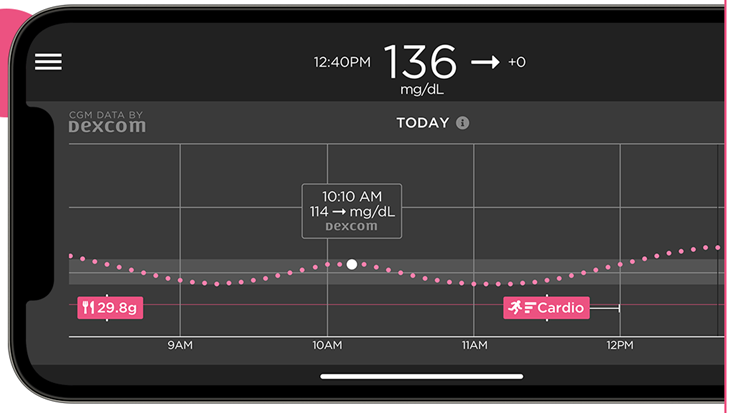 12:40PM 136 +0
mg/dL
CGM DATA BY
Dexcom
TODAY i
10:10 AM
114 → mg/dL
Dexcom
29.8g
Cardio
9AM 10AM 11AM 12PM